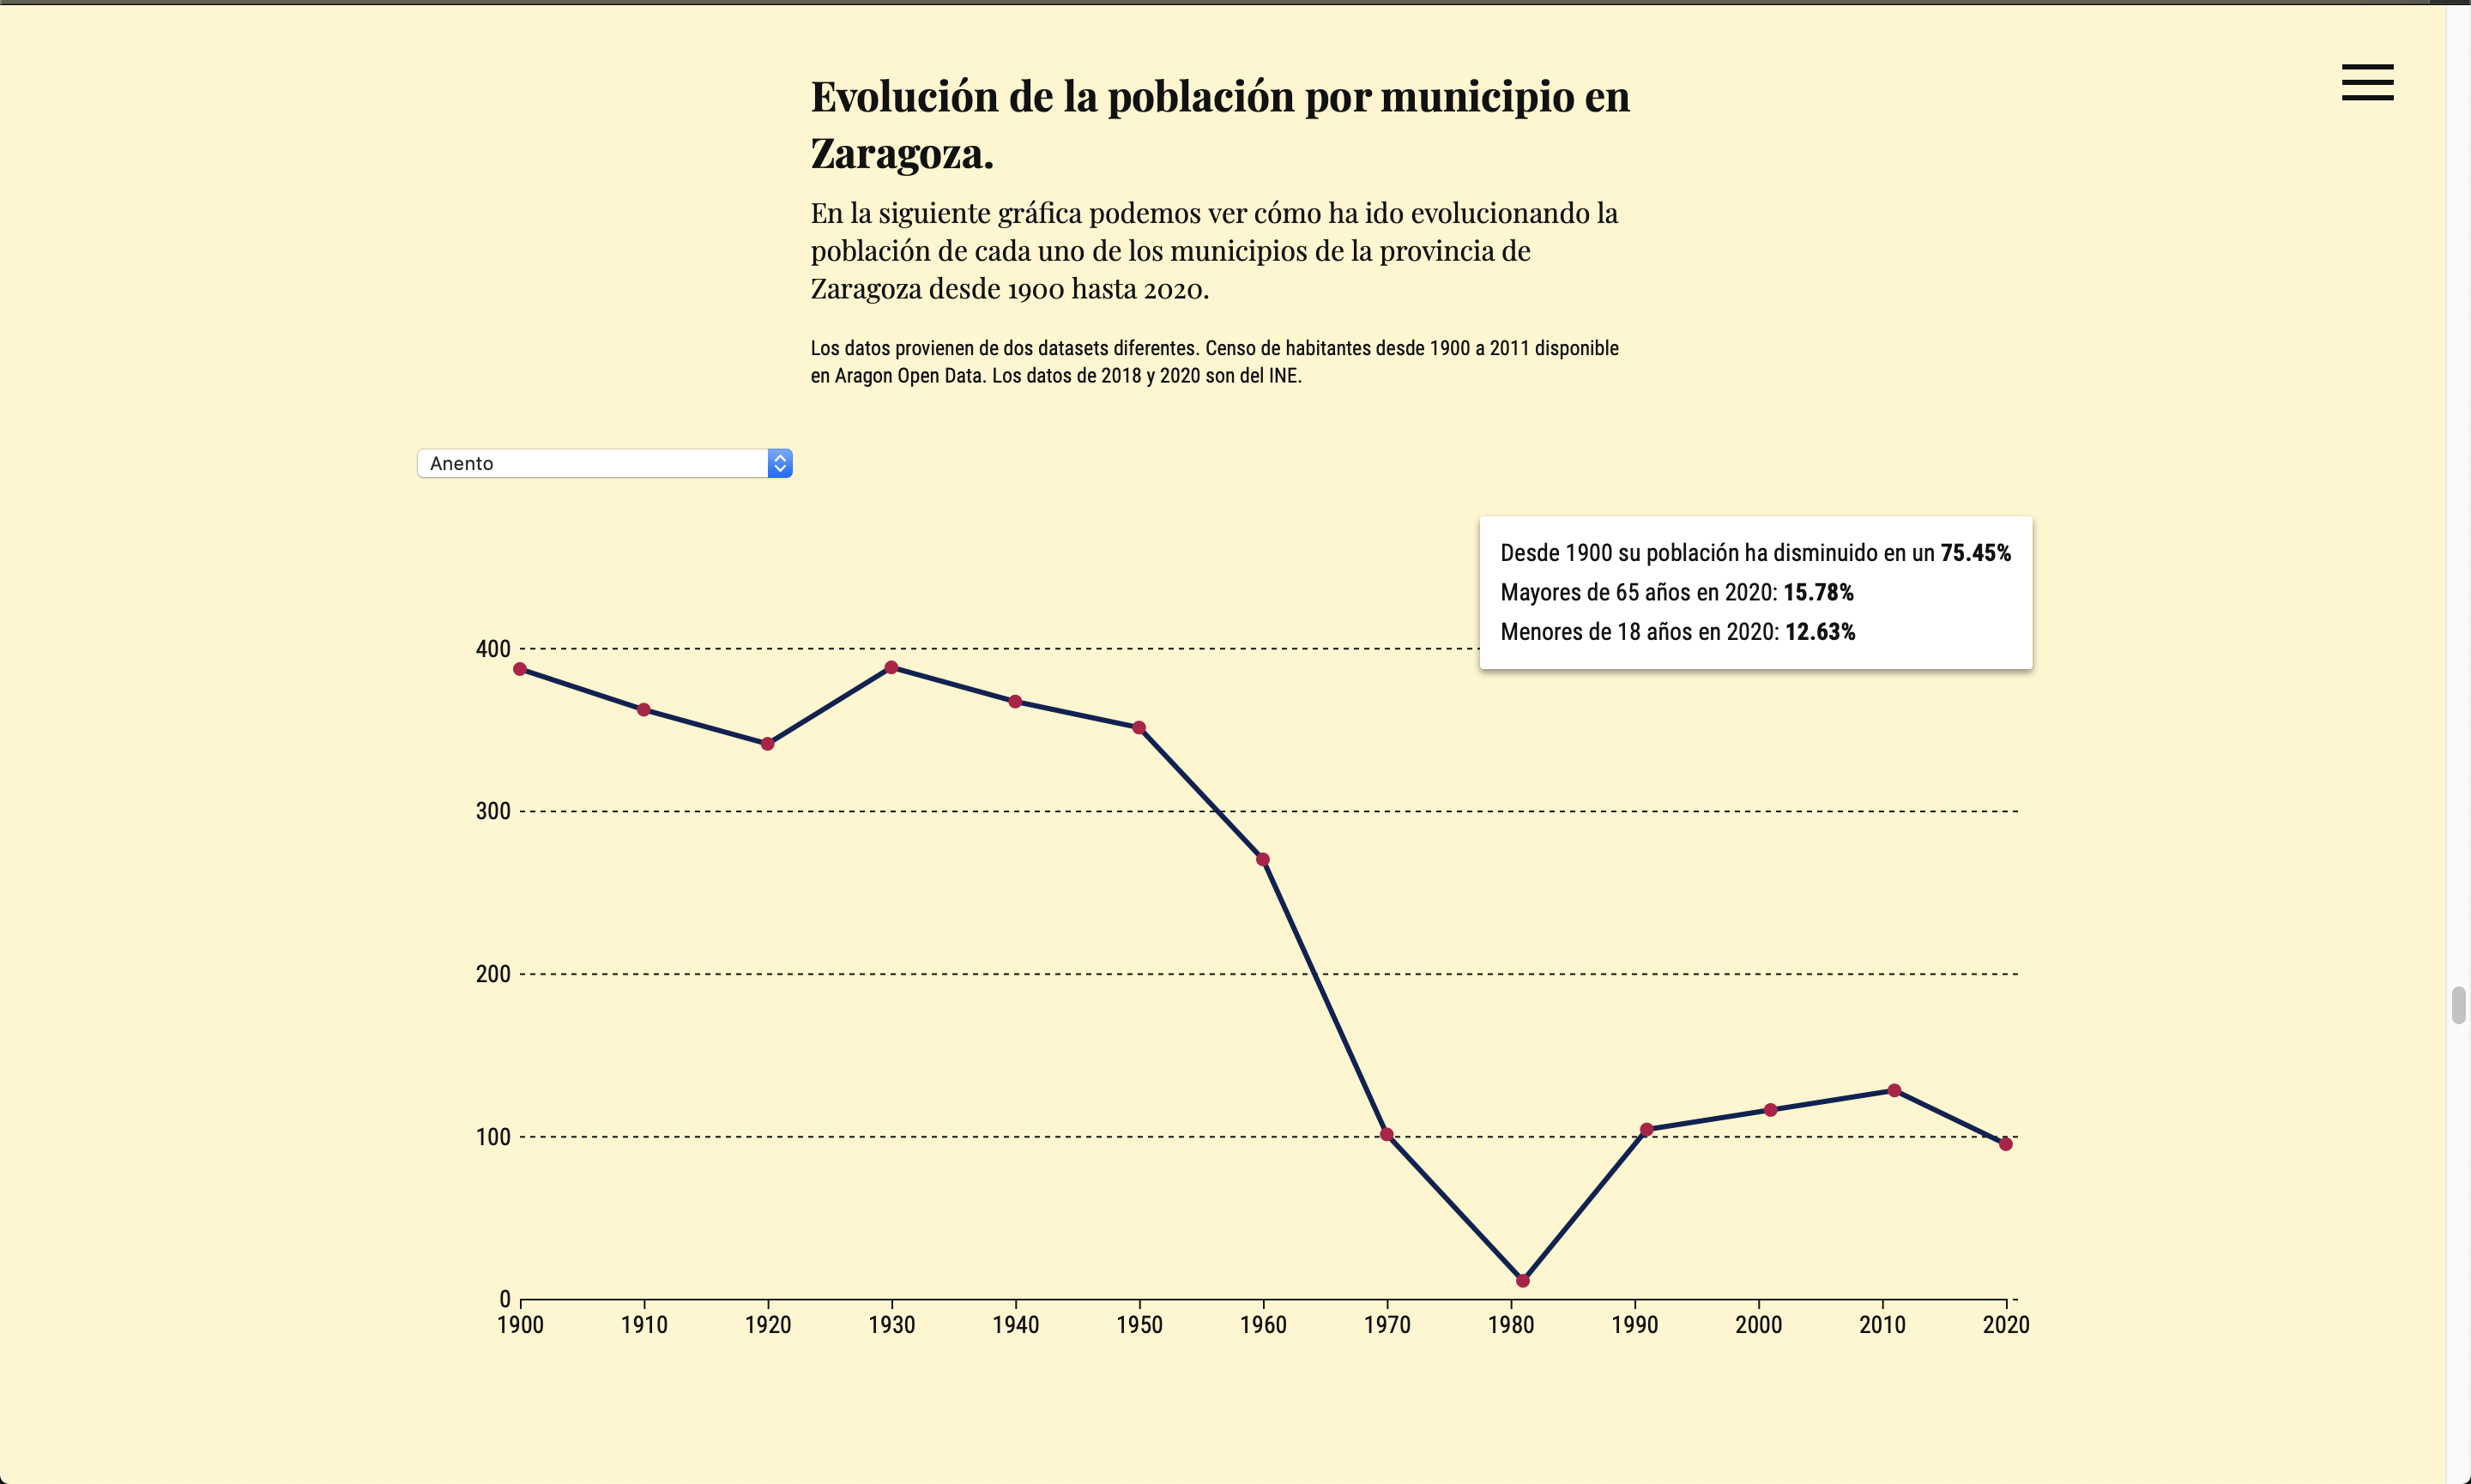 Evolución de la población por municipio en
Zaragoza.
En la siguiente gráfica podemos ver cómo ha ido evolucionando la
población de cada uno de los municipios de la provincia de
Zaragoza desde 1900 hasta 2020.
Los datos provienen de dos datasets diferentes. Censo de habitantes desde 1900 a 2011 disponible
en Aragon Open Data. Los datos de 2018 y 2020 son del INE.
Anento
Desde 1900 su población ha disminuido en un 75.45%
Mayores de 65 años en 2020: 15.78%
Menores de 18 años en 2020: 12.63%
400
300
200
100
0
1900 1910 1920 1930 1940 1950 1960 1970 1980 1990 2000 2010 2020